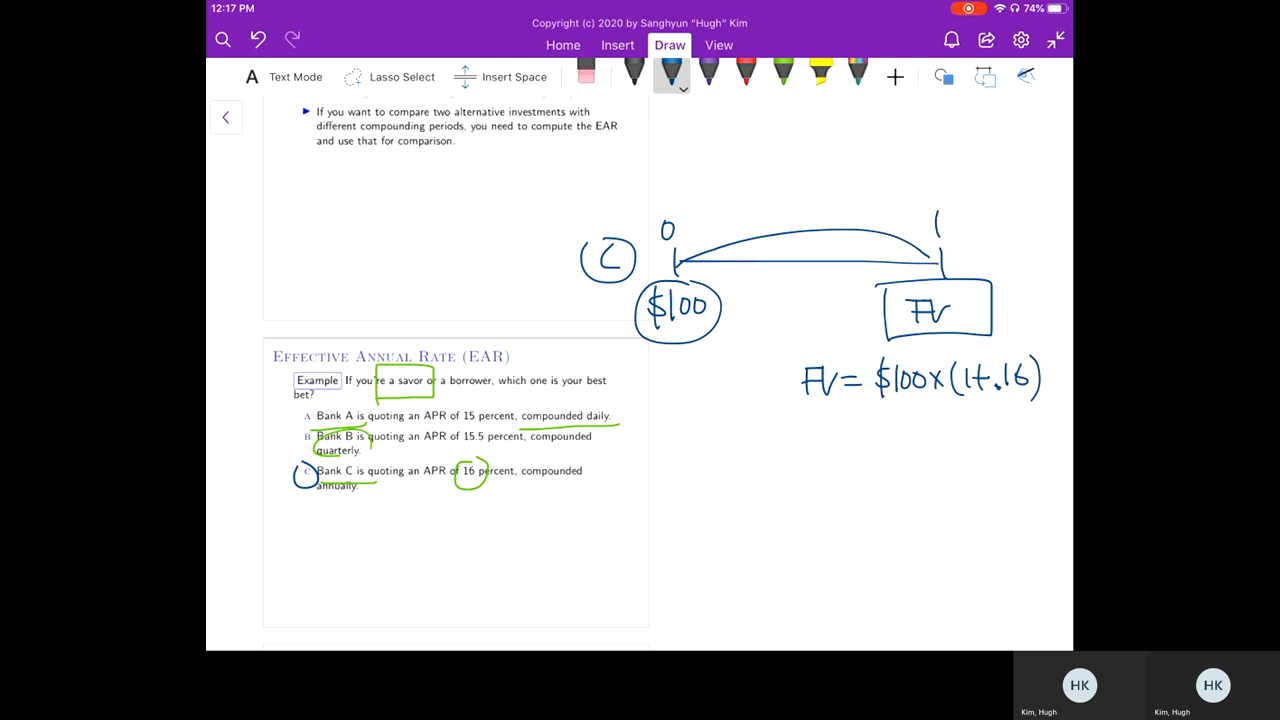 12:17 PM
74%
Copyright (c) 2020 by Sanghyun "Hugh" Kim
Home Insert Draw View
A Text Mode Lasso Select Insert Space
If you want to compare two alternative investments with
different compounding periods, you need to compute the EAR
and use that for comparison.
0 1
C
$100 FV
FV = $100x(1+.16)
EFFECTIVE ANNUAL RATE (EAR)
Example If you're a savor or a borrower, which one is your best
bet?
A Bank A is quoting an APR of 15 percent, compounded daily.
B Bank B is quoting an APR of 15.5 percent, compounded
quarterly.
C Bank C is quoting an APR of 16 percent, compounded
annually.
HK HK
Kim, Hugh Kim, Hugh